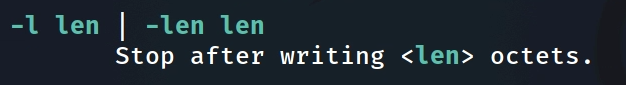 -l len | -len len
Stop after writing <len> octets.